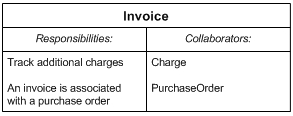 Invoice
Responsibilities:
Collaborators:
Track additional charges
Charge
An invoice is associated
with a purchase order
PurchaseOrder